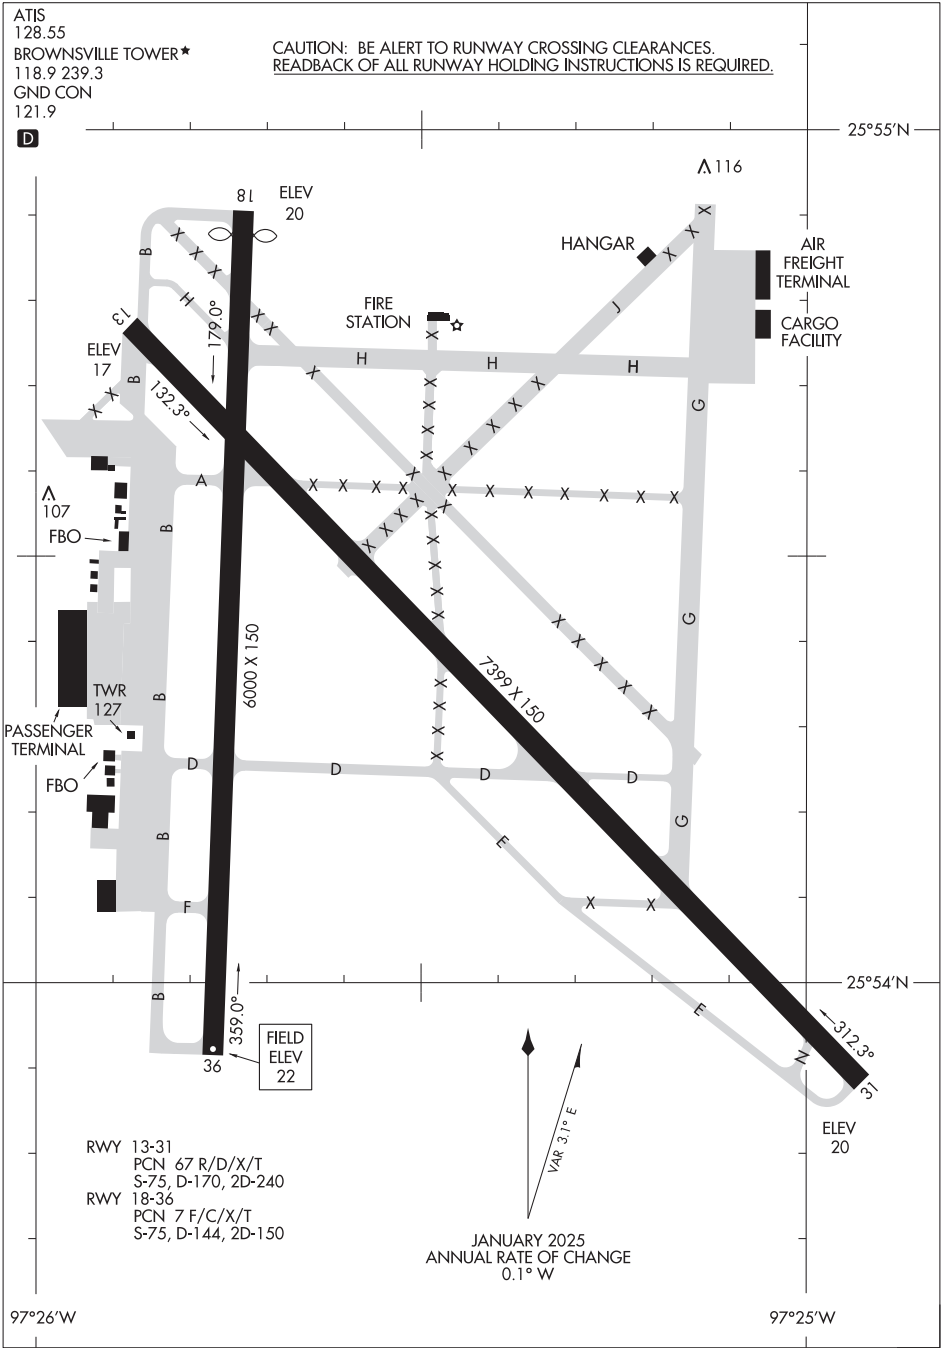 ATIS
128.55
BROWNSVILLE TOWER★
118.9 239.3
GND CON
121.9
D
CAUTION: BE ALERT TO RUNWAY CROSSING CLEARANCES.
READBACK OF ALL RUNWAY HOLDING INSTRUCTIONS IS REQUIRED.
25°55'N
116
18
ELEV
20
HANGAR
AIR
FREIGHT
TERMINAL
CARGO
FACILITY
FIRE
STATION
B
H
J
13
ELEV
17
179.0°
132.3°
B
H
H
H
G
A
107
FBO
B
G
6000 X 150
7399 X 150
TWR
127
B
PASSENGER
TERMINAL
FBO
D
D
D
D
B
E
G
F
B
359.0°
25°54'N
E
312.3°
N
31
36
FIELD
ELEV
22
ELEV
20
VAR 3.1° E
RWY 13-31
PCN 67 R/D/X/T
S-75, D-170, 2D-240
RWY 18-36
PCN 7 F/C/X/T
S-75, D-144, 2D-150
JANUARY 2025
ANNUAL RATE OF CHANGE
0.1° W
97°26'W
97°25'W